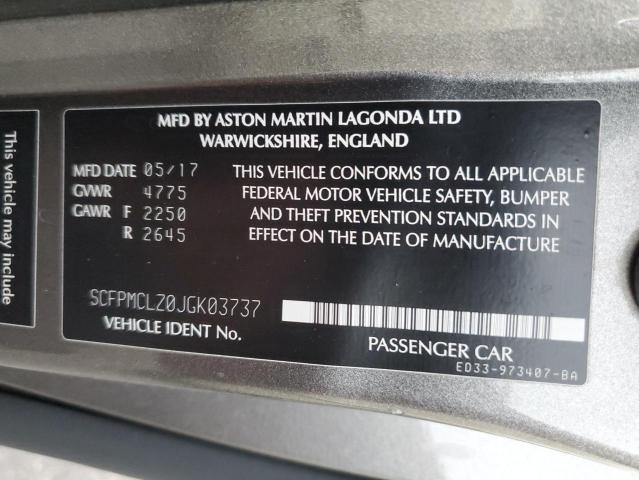 This vehicle may include
MFD BY ASTON MARTIN LAGONDA LTD
WARWICKSHIRE, ENGLAND
MFD DATE 05/17
GVWR 4775
GAWR F 2250
R 2645
THIS VEHICLE CONFORMS TO ALL APPLICABLE
FEDERAL MOTOR VEHICLE SAFETY, BUMPER
AND THEFT PREVENTION STANDARDS IN
EFFECT ON THE DATE OF MANUFACTURE
SCFPMCLZ0JGK03737
VEHICLE IDENT No.
PASSENGER CAR
ED33-973407-BA